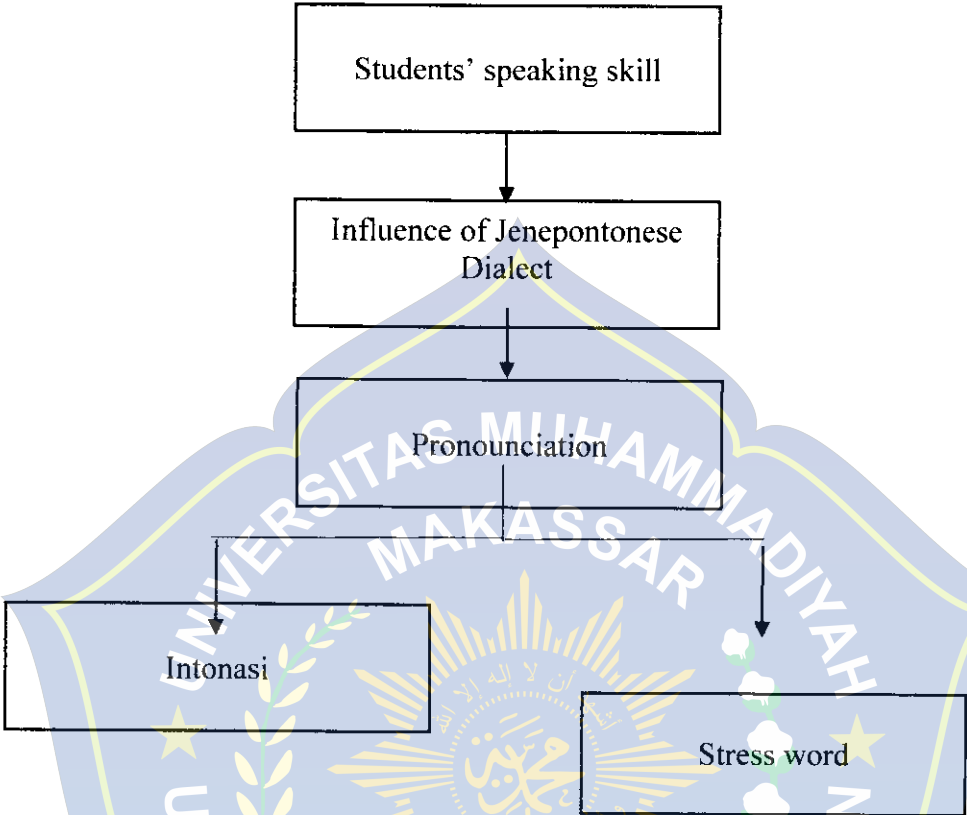 Students' speaking skill
Influence of Jenepontonese
Dialect
Pronounciation
UNIVERSITAS MUHAMMADIYAH
MAKASSAR
Intonasi
Stress word